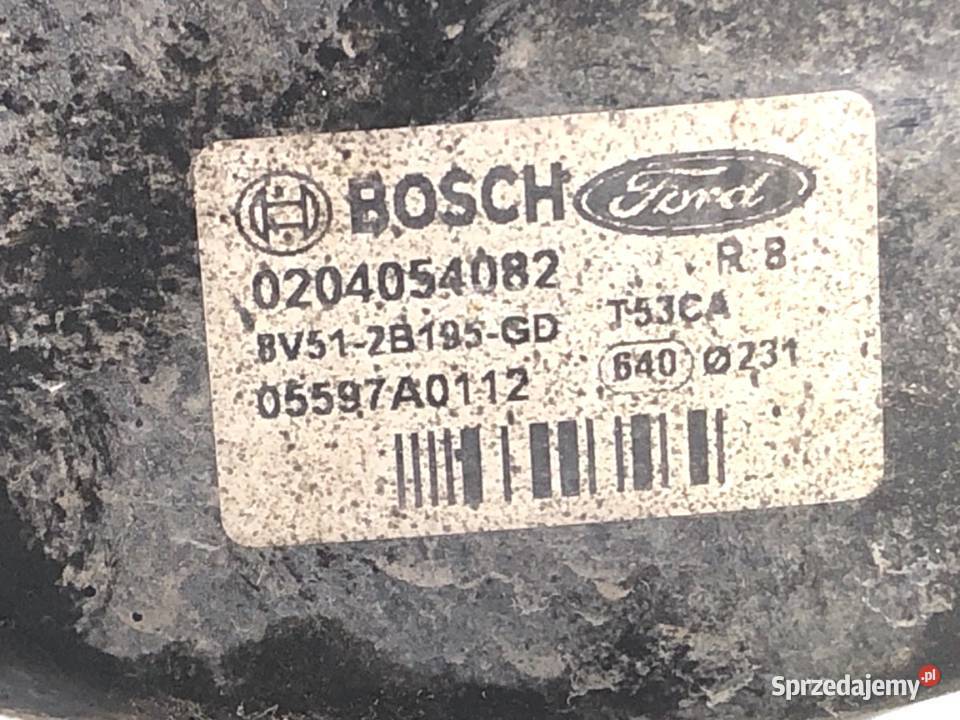 BOSCH Ford
0204054082 R 8
8V51-2B195-GD T53CA
05597A0112 640 Ø231
Sprzedajemy.pl